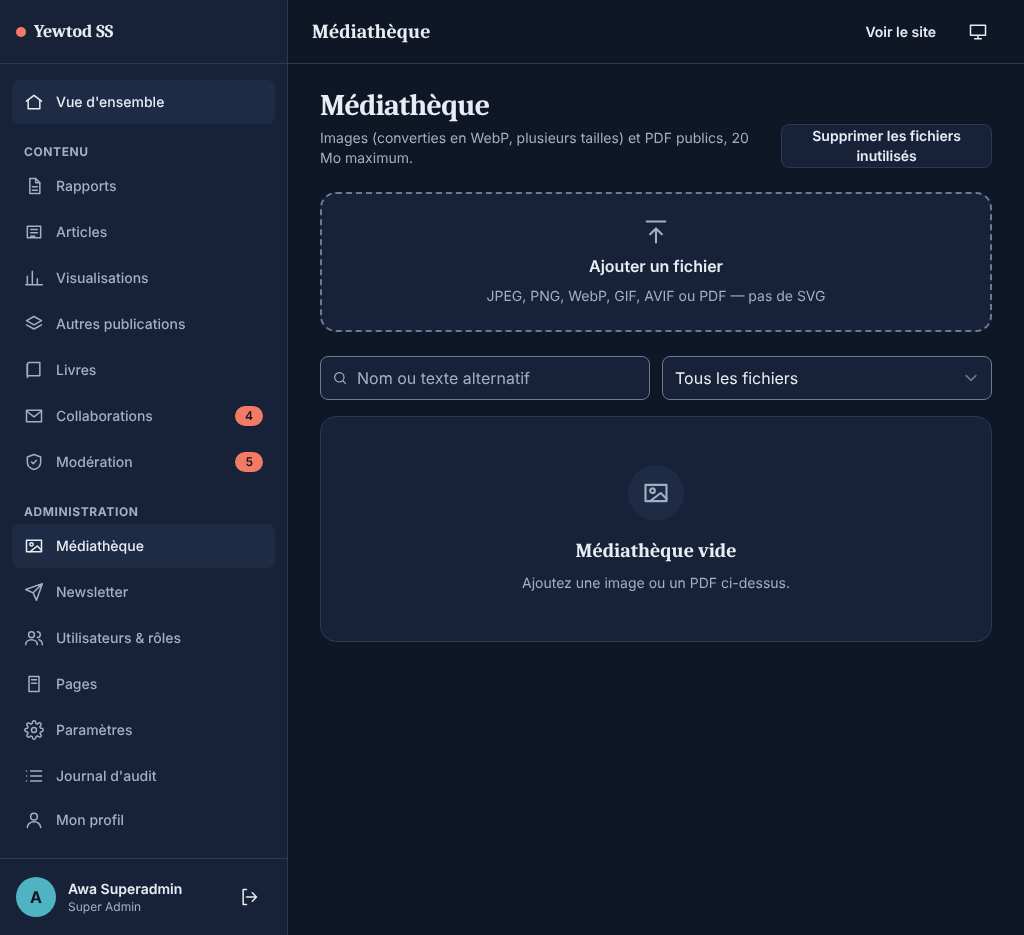 Yewtod SS
Médiathèque
Voir le site
Vue d'ensemble
CONTENU
Rapports
Articles
Visualisations
Autres publications
Livres
Collaborations 4
Modération 5
ADMINISTRATION
Médiathèque
Newsletter
Utilisateurs & rôles
Pages
Paramètres
Journal d'audit
Mon profil
A
Awa Superadmin
Super Admin
Médiathèque
Images (converties en WebP, plusieurs tailles) et PDF publics, 20
Mo maximum.
Supprimer les fichiers
inutilisés
Ajouter un fichier
JPEG, PNG, WebP, GIF, AVIF ou PDF — pas de SVG
Nom ou texte alternatif
Tous les fichiers
Médiathèque vide
Ajoutez une image ou un PDF ci-dessus.